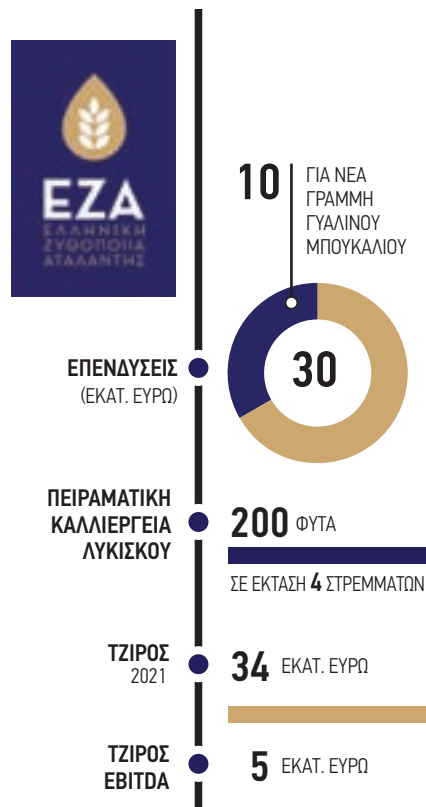 ΕΖΑ
ΕΛΛΗΝΙΚΗ
ΖΥΘΟΠΟΙΙΑ
ΑΤΑΛΑΝΤΗΣ
10
ΓΙΑ ΝΕΑ
ΓΡΑΜΜΗ
ΓΥΑΛΙΝΟΥ
ΜΠΟΥΚΑΛΙΟΥ
ΕΠΕΝΔΥΣΕΙΣ
(ΕΚΑΤ. ΕΥΡΩ)
30
ΠΕΙΡΑΜΑΤΙΚΗ
ΚΑΛΛΙΕΡΓΕΙΑ
ΛΥΚΙΣΚΟΥ
200 ΦΥΤΑ
ΣΕ ΕΚΤΑΣΗ 4 ΣΤΡΕΜΜΑΤΩΝ
ΤΖΙΡΟΣ
2021
34 ΕΚΑΤ. ΕΥΡΩ
ΤΖΙΡΟΣ
EBITDA
5 ΕΚΑΤ. ΕΥΡΩ